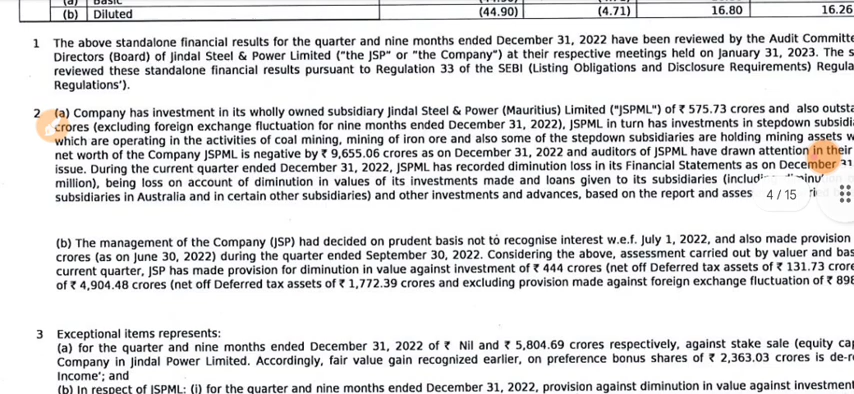 (a) Basic
(b) Diluted (44.90) (4.71) 16.80 16.26
1 The above standalone financial results for the quarter and nine months ended December 31, 2022 have been reviewed by the Audit Committe
Directors (Board) of Jindal Steel & Power Limited ("the JSP" or "the Company") at their respective meetings held on January 31, 2023. The s
reviewed these standalone financial results pursuant to Regulation 33 of the SEBI (Listing Obligations and Disclosure Requirements) Regula
Regulations').
2 (a) Company has investment in its wholly owned subsidiary Jindal Steel & Power (Mauritius) Limited ("JSPML") of ₹ 575.73 crores and also outsta
crores (excluding foreign exchange fluctuation for nine months ended December 31, 2022), JSPML in turn has investments in stepdown subsidi
which are operating in the activities of coal mining, mining of iron ore and also some of the stepdown subsidiaries are holding mining assets w
net worth of the Company JSPML is negative by ₹ 9,655.06 crores as on December 31, 2022 and auditors of JSPML have drawn attention in their
issue. During the current quarter ended December 31, 2022, JSPML has recorded diminution loss in its Financial Statements as on December 31
million), being loss on account of diminution in values of its investments made and loans given to its subsidiaries
subsidiaries in Australia and in certain other subsidiaries) and other investments and advances, based on the report and asses 4 / 15
(b) The management of the Company (JSP) had decided on prudent basis not to recognise interest w.e.f. July 1, 2022, and also made provision
crores (as on June 30, 2022) during the quarter ended September 30, 2022. Considering the above, assessment carried out by valuer and bas
current quarter, JSP has made provision for diminution in value against investment of ₹ 444 crores (net off Deferred tax assets of ₹ 131.73 crore
of ₹ 4,904.48 crores (net off Deferred tax assets of ₹ 1,772.39 crores and excluding provision made against foreign exchange fluctuation of ₹ 898
3 Exceptional items represents:
(a) for the quarter and nine months ended December 31, 2022 of ₹ Nil and ₹ 5,804.69 crores respectively, against stake sale (equity cap
Company in Jindal Power Limited. Accordingly, fair value gain recognized earlier, on preference bonus shares of ₹ 2,363.03 crores is de-r
Income'; and
(b) In respect of JSPML: (i) for the quarter and nine months ended December 31, 2022, provision against diminution in value against investment